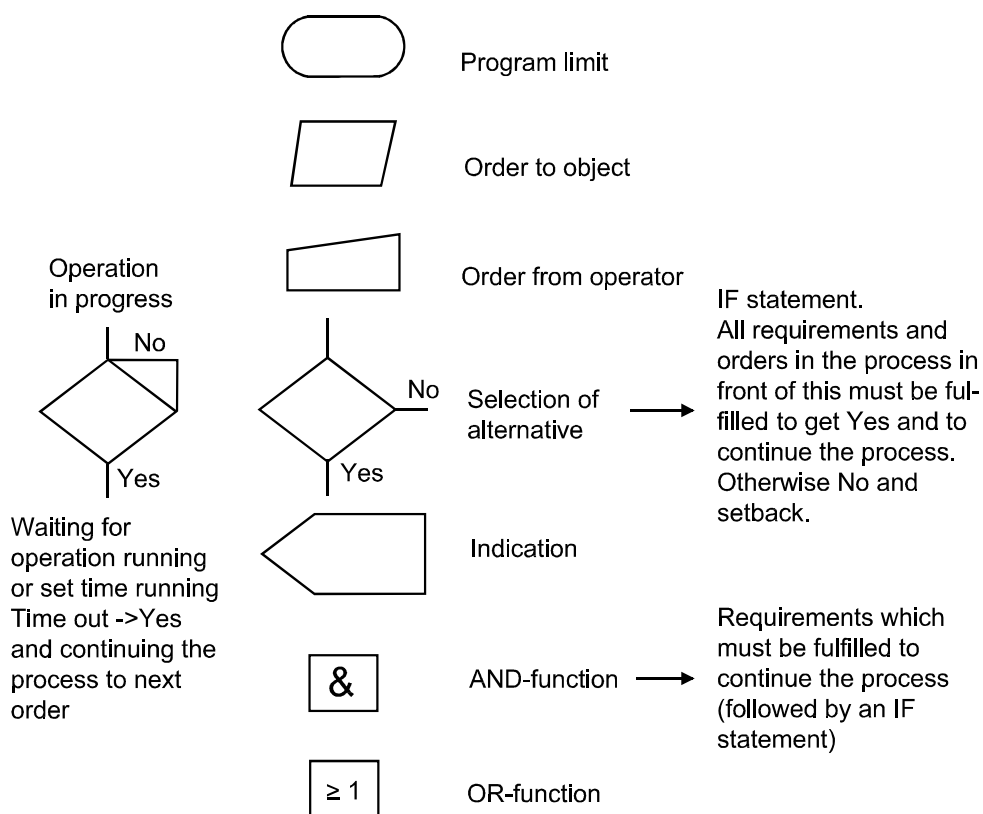 Program limit
Order to object
Order from operator
Operation
in progress
No
Yes
Waiting for
operation running
or set time running
Time out ->Yes
and continuing the
process to next
order
No
Yes
Selection of
alternative
IF statement.
All requirements and
orders in the process in
front of this must be ful-
filled to get Yes and to
continue the process.
Otherwise No and
setback.
Indication
&
AND-function
Requirements which
must be fulfilled to
continue the process
(followed by an IF
statement)
≥ 1
OR-function